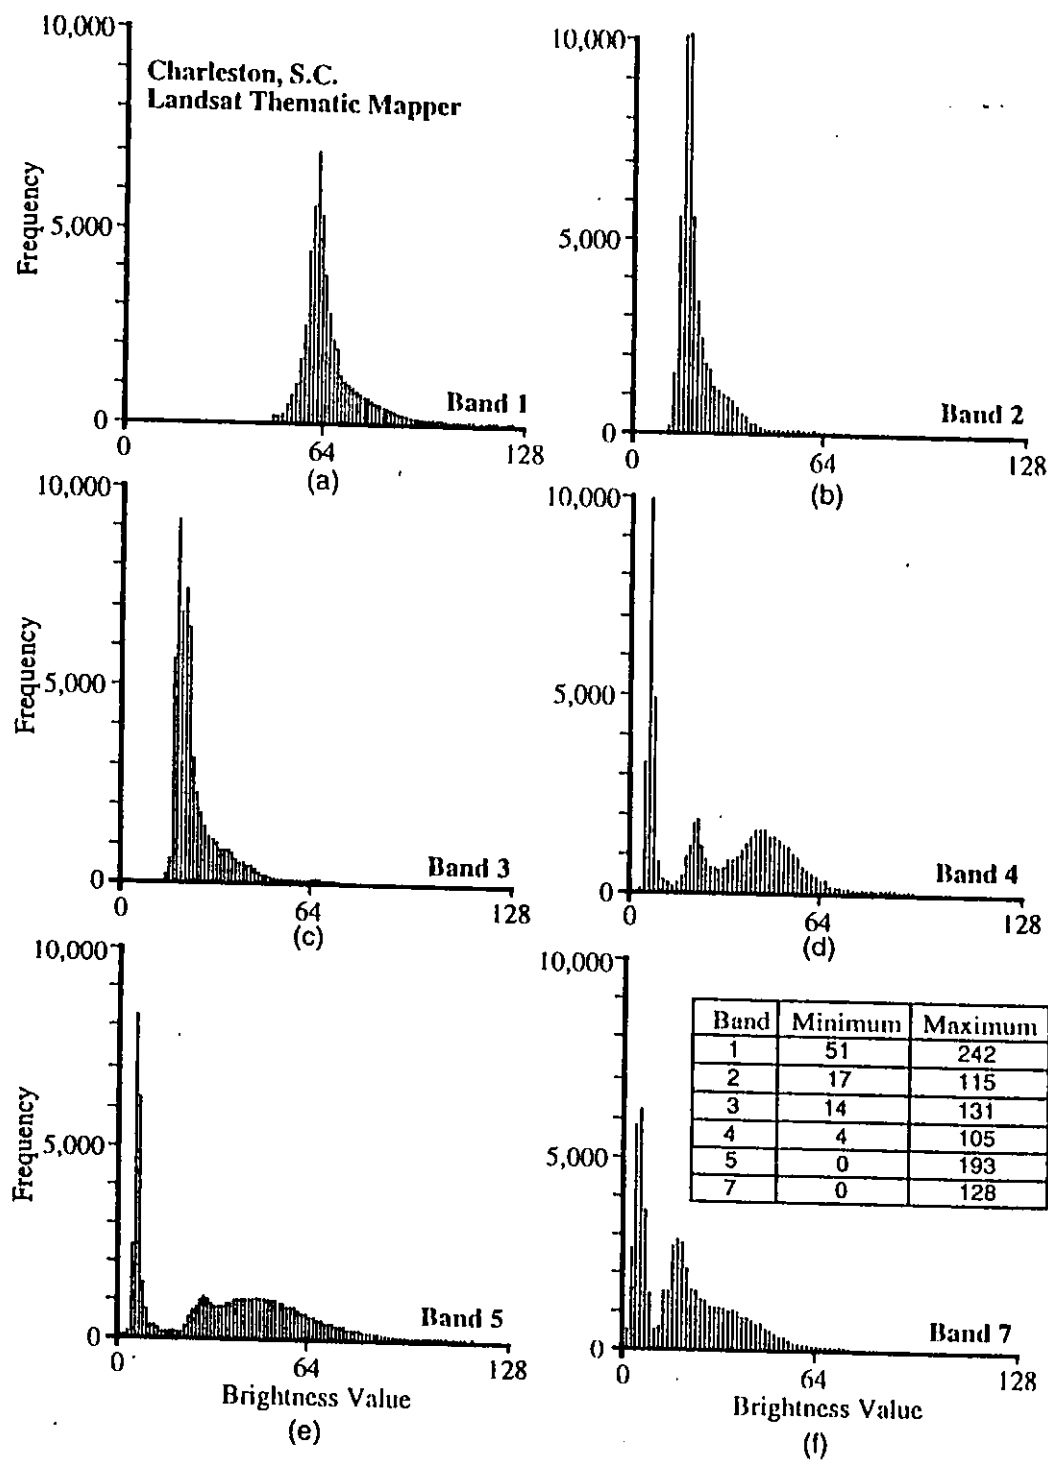 10,000
Charleston, S.C.
Landsat Thematic Mapper
Frequency
5,000
Band 1
0
0
64
128
(a)
10,000
5,000
Band 2
0
0
64
128
(b)
10,000
Frequency
5,000
Band 3
0
0
64
128
(c)
10,000
5,000
Band 4
0
0
64
128
(d)
10,000
Frequency
5,000
Band 5
0
0
64
128
Brightness Value
(e)
10,000
Band Minimum Maximum
1 51 242
2 17 115
3 14 131
4 4 105
5 0 193
7 0 128
5,000
Band 7
0
0
64
128
Brightness Value
(f)